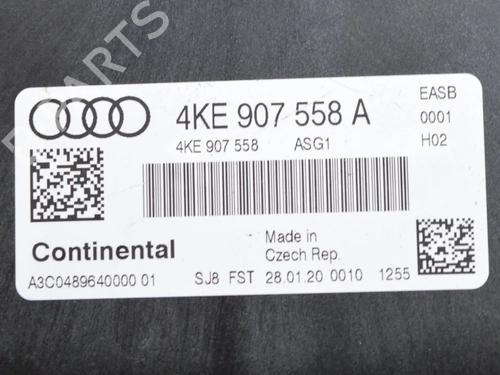 PARTS
4KE 907 558 A
EASB
0001
4KE 907 558 ASG1 H02
Continental
Made in
Czech Rep.
A3C0489640000 01 SJ8 FST 28.01.20 0010 1255